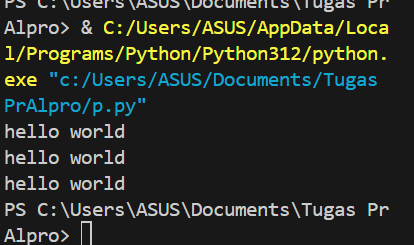 PS C:\Users\ASUS\Documents\Tugas Pr
Alpro> & C:/Users/ASUS/AppData/Loca
l/Programs/Python/Python312/python.
exe "c:/Users/ASUS/Documents/Tugas
PrAlpro/p.py"
hello world
hello world
hello world
PS C:\Users\ASUS\Documents\Tugas Pr
Alpro>